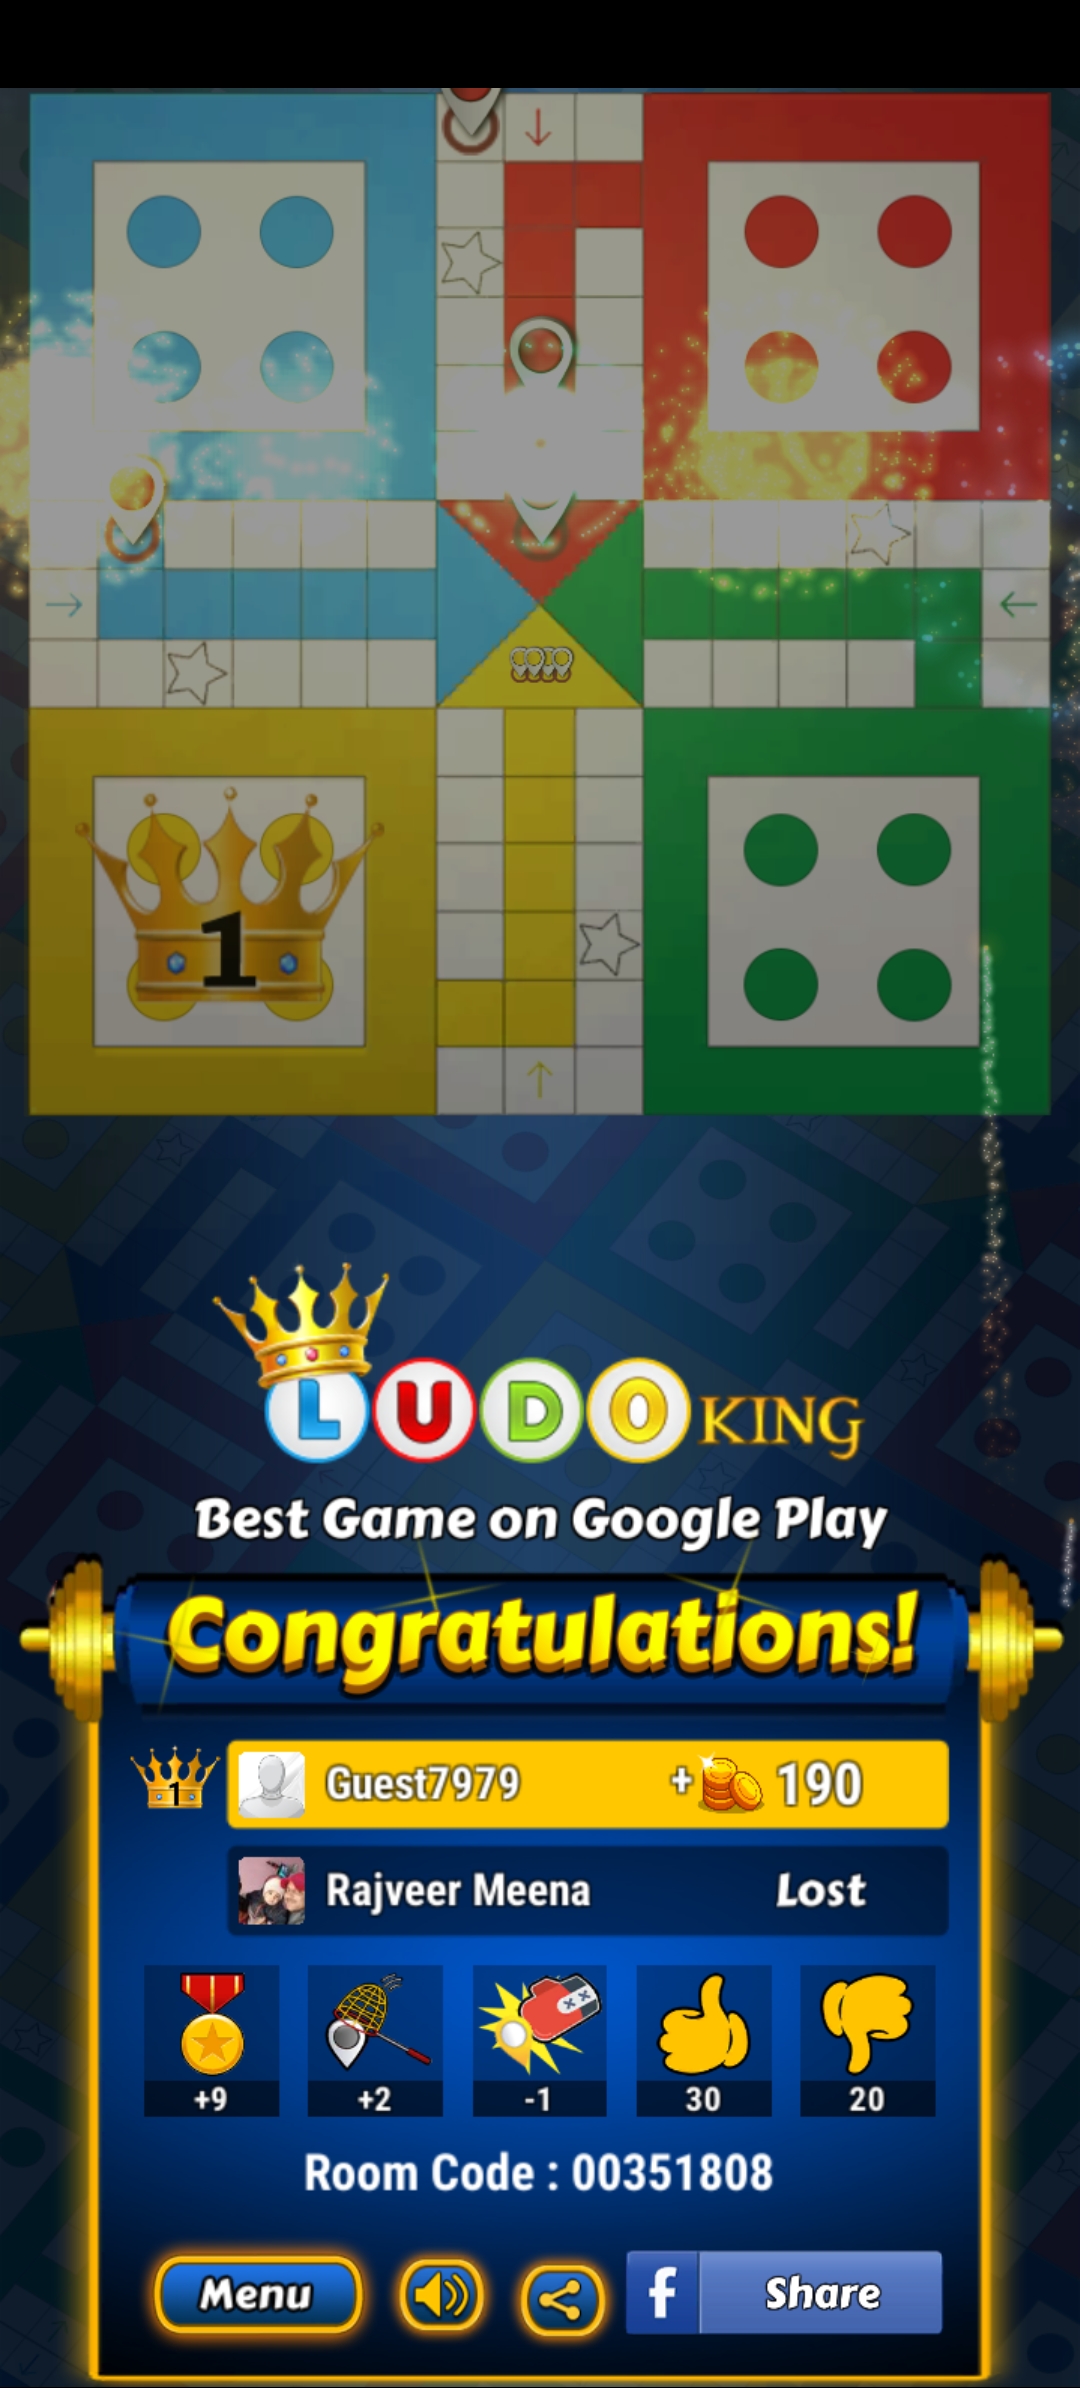 1
LUDO KING
Best Game on Google Play
Congratulations!
1 Guest7979 + 190
Rajveer Meena Lost
+9 +2 -1 30 20
Room Code : 00351808
Menu f Share